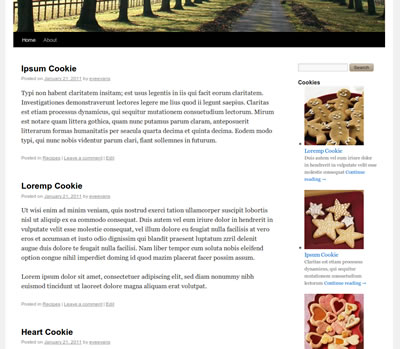 Home About
Ipsum Cookie
Posted on January 21, 2011 by evieevans
Typi non habent claritatem insitam; est usus legentis in iis qui facit eorum claritatem.
Investigationes demonstraverunt lectores legere me lius quod ii legunt saepius. Claritas
est etiam processus dynamicus, qui sequitur mutationem consuetudium lectorum. Mirum
est notare quam littera gothica, quam nunc putamus parum claram, anteposuerit
litterarum formas humanitatis per seacula quarta decima et quinta decima. Eodem modo
typi, qui nunc nobis videntur parum clari, fiant sollemnes in futurum.
Posted in Recipes | Leave a comment | Edit
Loremp Cookie
Posted on January 21, 2011 by evieevans
Ut wisi enim ad minim veniam, quis nostrud exerci tation ullamcorper suscipit lobortis
nisl ut aliquip ex ea commodo consequat. Duis autem vel eum iriure dolor in hendrerit in
vulputate velit esse molestie consequat, vel illum dolore eu feugiat nulla facilisis at vero
eros et accumsan et iusto odio dignissim qui blandit praesent luptatum zzril delenit
augue duis dolore te feugait nulla facilisi. Nam liber tempor cum soluta nobis eleifend
option congue nihil imperdiet doming id quod mazim placerat facer possim assum.
Lorem ipsum dolor sit amet, consectetuer adipiscing elit, sed diam nonummy nibh
euismod tincidunt ut laoreet dolore magna aliquam erat volutpat.
Posted in Recipes | Leave a comment | Edit
Heart Cookie
Posted on January 21, 2011 by evieevans
Search
Cookies
Loremp Cookie
Duis autem vel eum iriure dolor
in hendrerit in vulputate velit esse
molestie consequat Continue
reading →
Ipsum Cookie
Claritas est etiam processus
dynamicus, qui sequitur
mutationem consuetudium
lectorum Continue reading →